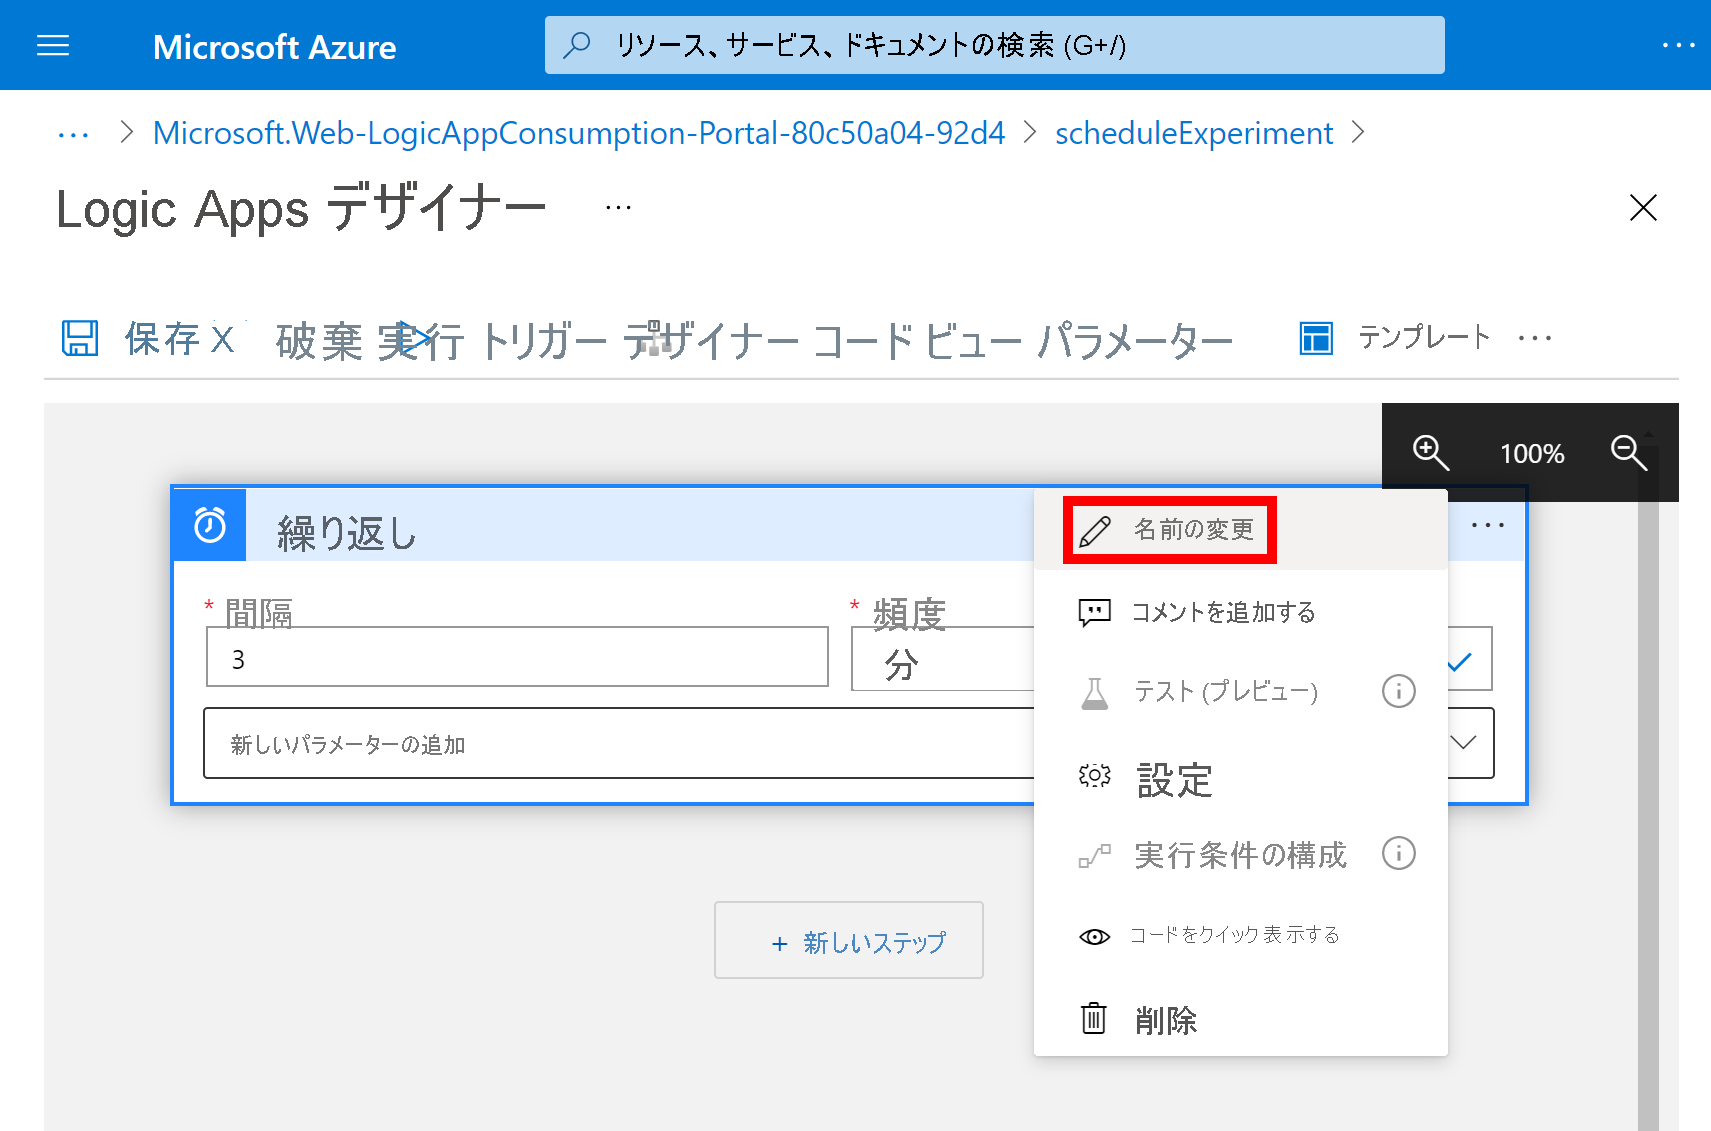 Microsoft Azure
リソース、サービス、ドキュメントの検索 (G+/)
···
… > Microsoft.Web-LogicAppConsumption-Portal-80c50a04-92d4 > scheduleExperiment >
Logic Apps デザイナー ···
保存 X 破棄 実行 トリガー デザイナー コード ビュー パラメーター テンプレート ···
100%
繰り返し
···
* 間隔
3
* 頻度
分
新しいパラメーターの追加
+ 新しいステップ
名前の変更
コメントを追加する
テスト (プレビュー)
設定
実行条件の構成
コードをクイック表示する
削除